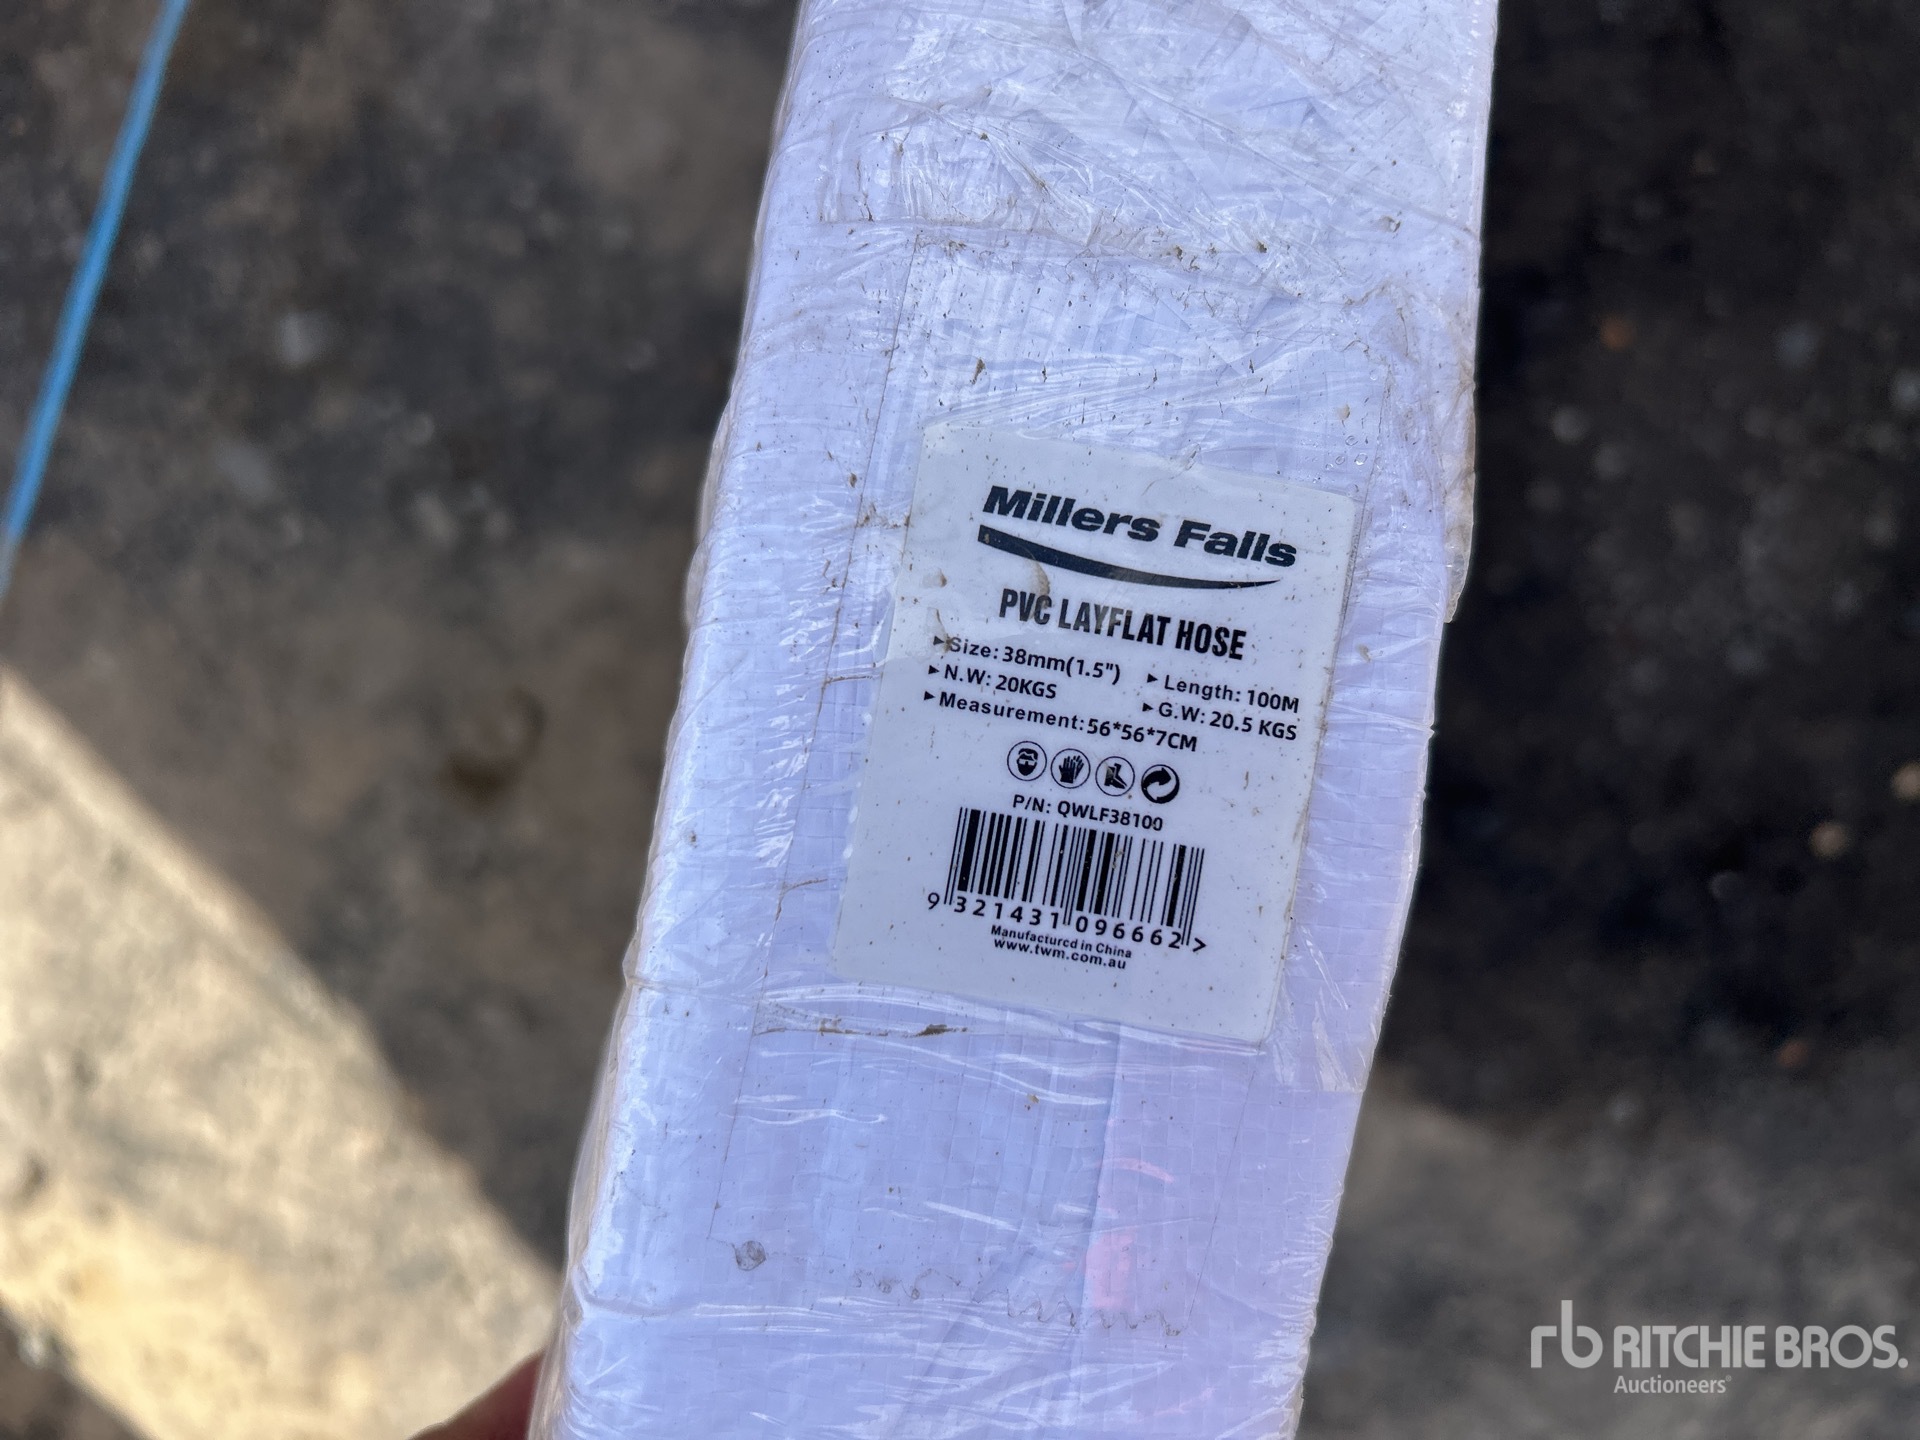 Millers Falls
PVC LAYFLAT HOSE
▸Size: 38mm(1.5") ▸Length: 100M
▸N.W: 20KGS ▸G.W: 20.5 KGS
▸Measurement: 56*56*7CM
P/N: QWLF38100
9 321431 096662 >
Manufactured in China
www.twm.com.au
rb RITCHIE BROS.
Auctioneers